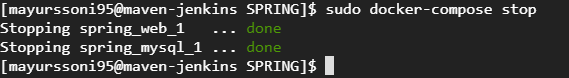 [mayurssoni95@maven-jenkins SPRING]$ sudo docker-compose stop
Stopping spring_web_1   ... done
Stopping spring_mysql_1 ... done
[mayurssoni95@maven-jenkins SPRING]$